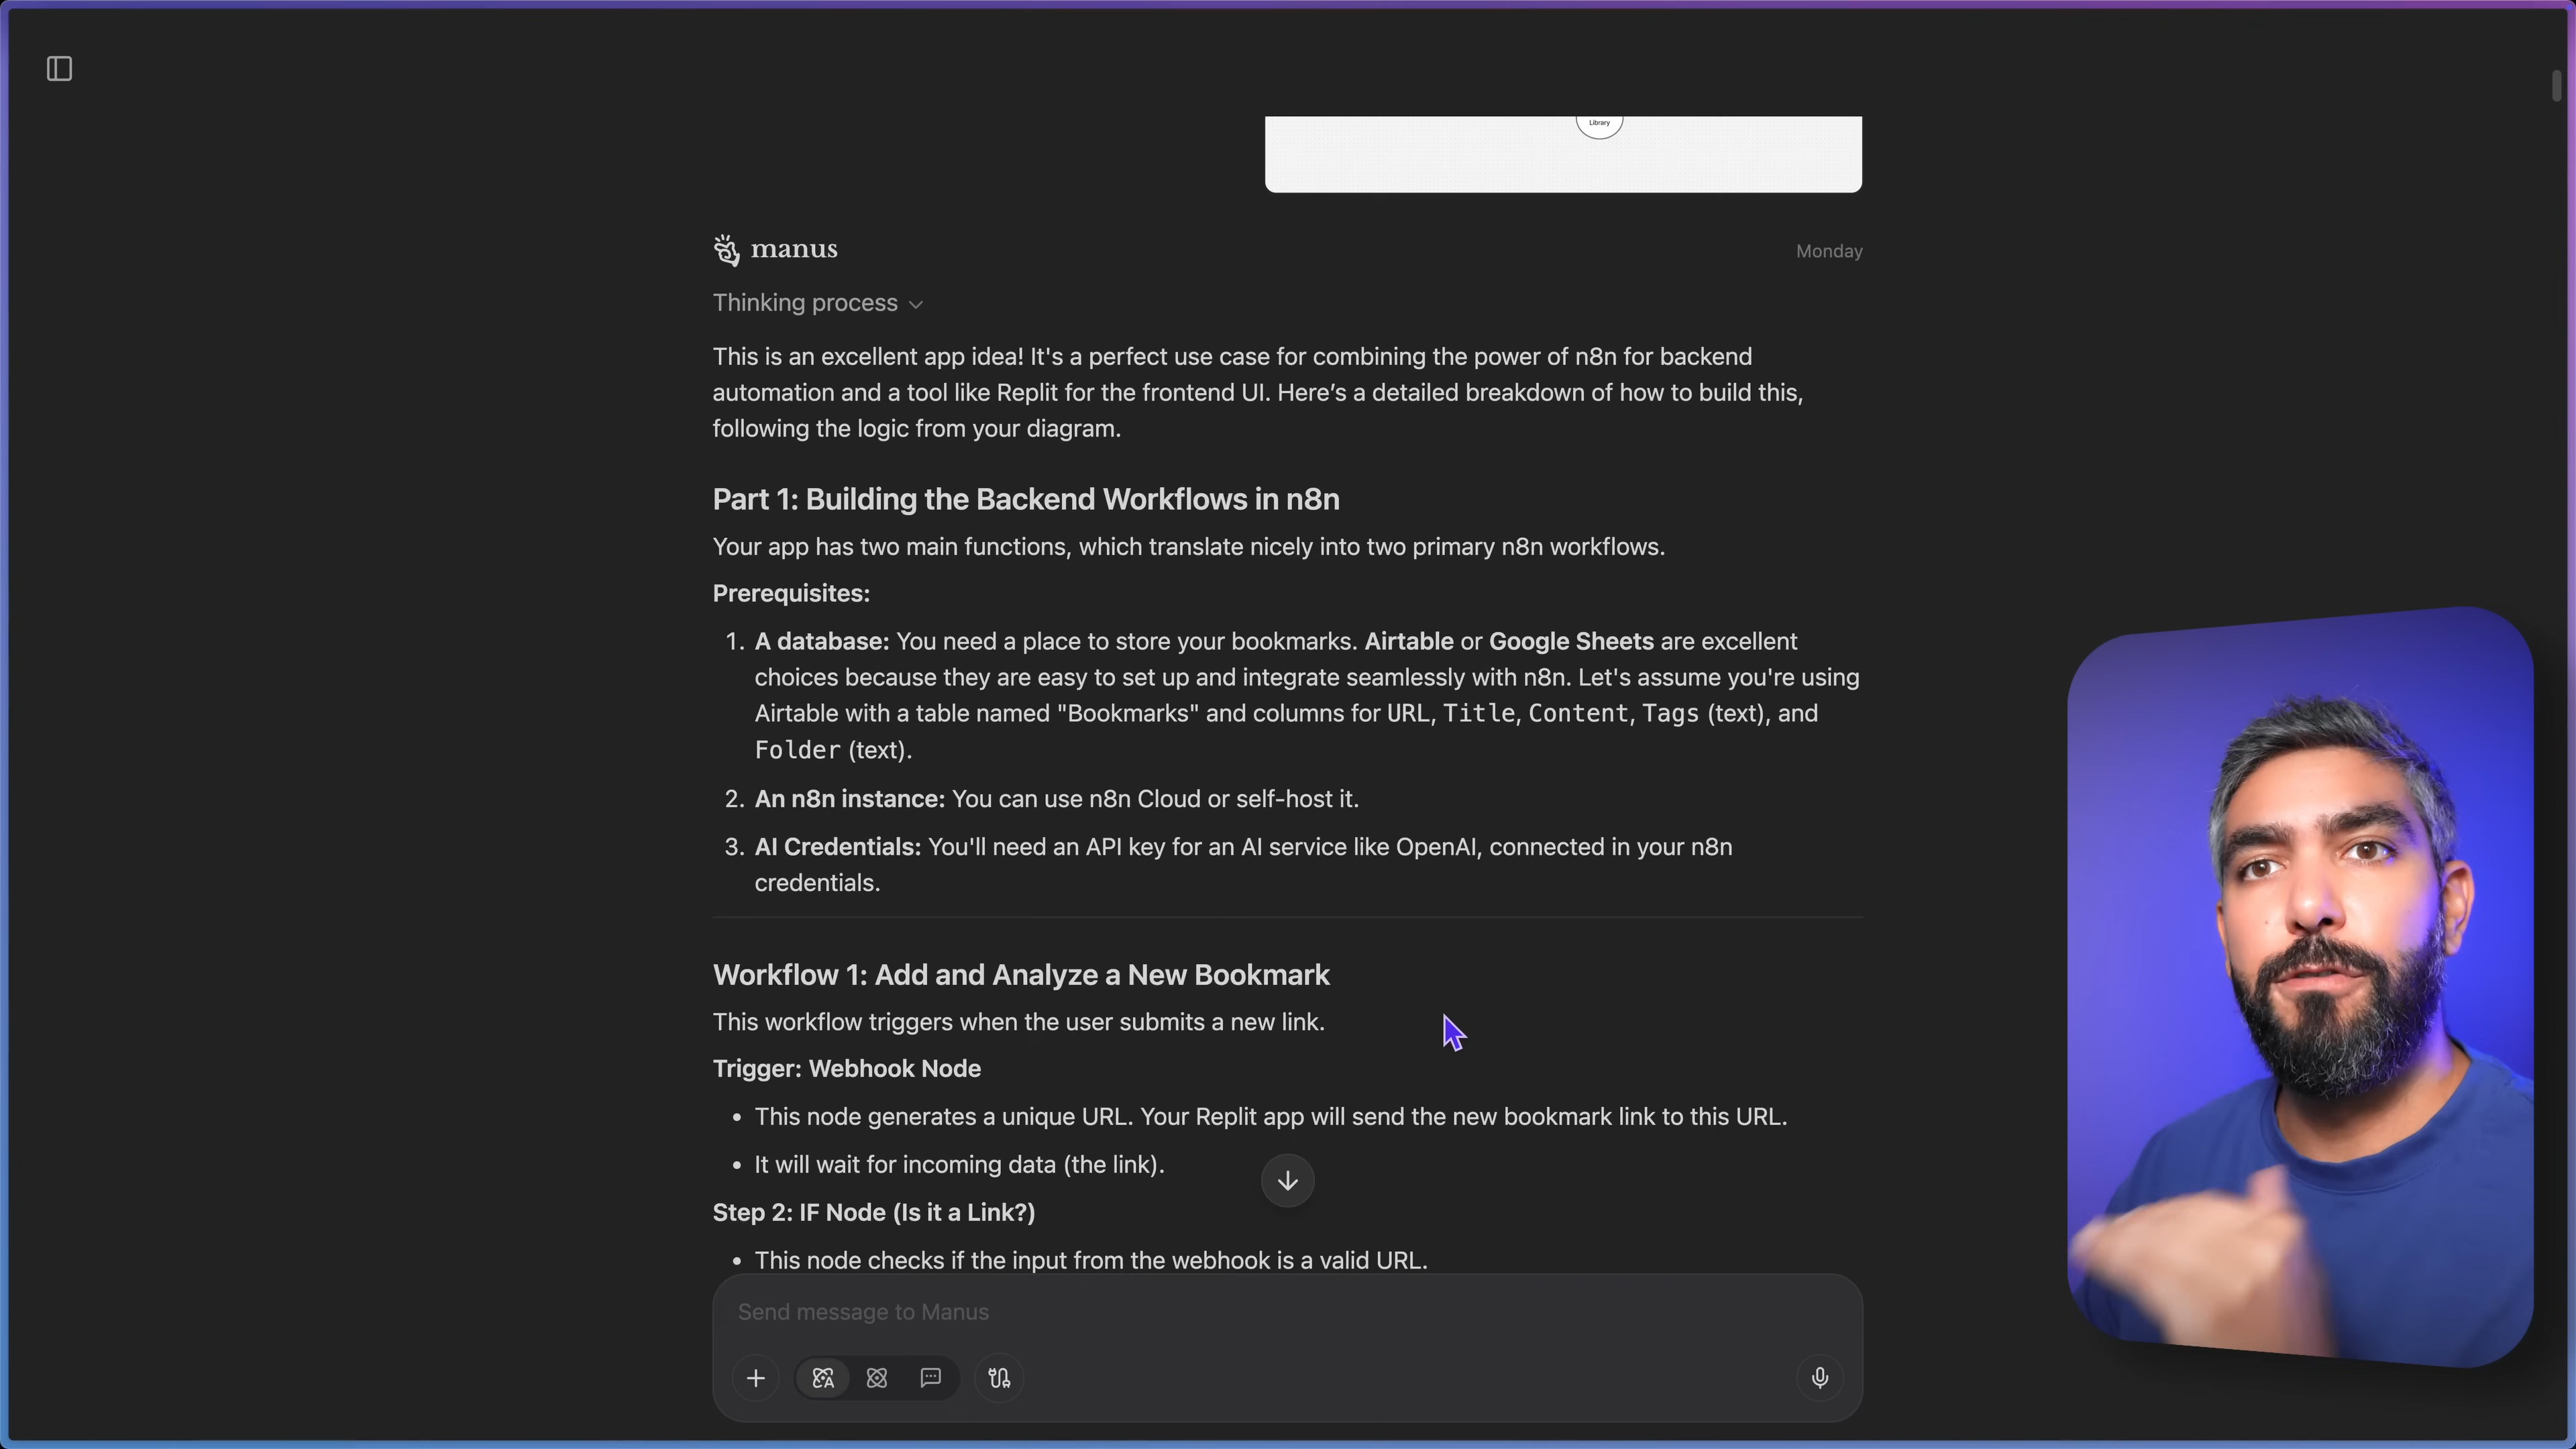 Library
manus
Monday
Thinking process
This is an excellent app idea! It's a perfect use case for combining the power of n8n for backend
automation and a tool like Replit for the frontend UI. Here’s a detailed breakdown of how to build this,
following the logic from your diagram.
Part 1: Building the Backend Workflows in n8n
Your app has two main functions, which translate nicely into two primary n8n workflows.
Prerequisites:
1. A database: You need a place to store your bookmarks. Airtable or Google Sheets are excellent
choices because they are easy to set up and integrate seamlessly with n8n. Let's assume you're using
Airtable with a table named "Bookmarks" and columns for URL, Title, Content, Tags (text), and
Folder (text).
2. An n8n instance: You can use n8n Cloud or self-host it.
3. AI Credentials: You'll need an API key for an AI service like OpenAI, connected in your n8n
credentials.
Workflow 1: Add and Analyze a New Bookmark
This workflow triggers when the user submits a new link.
Trigger: Webhook Node
• This node generates a unique URL. Your Replit app will send the new bookmark link to this URL.
• It will wait for incoming data (the link).
Step 2: IF Node (Is it a Link?)
• This node checks if the input from the webhook is a valid URL.
Send message to Manus